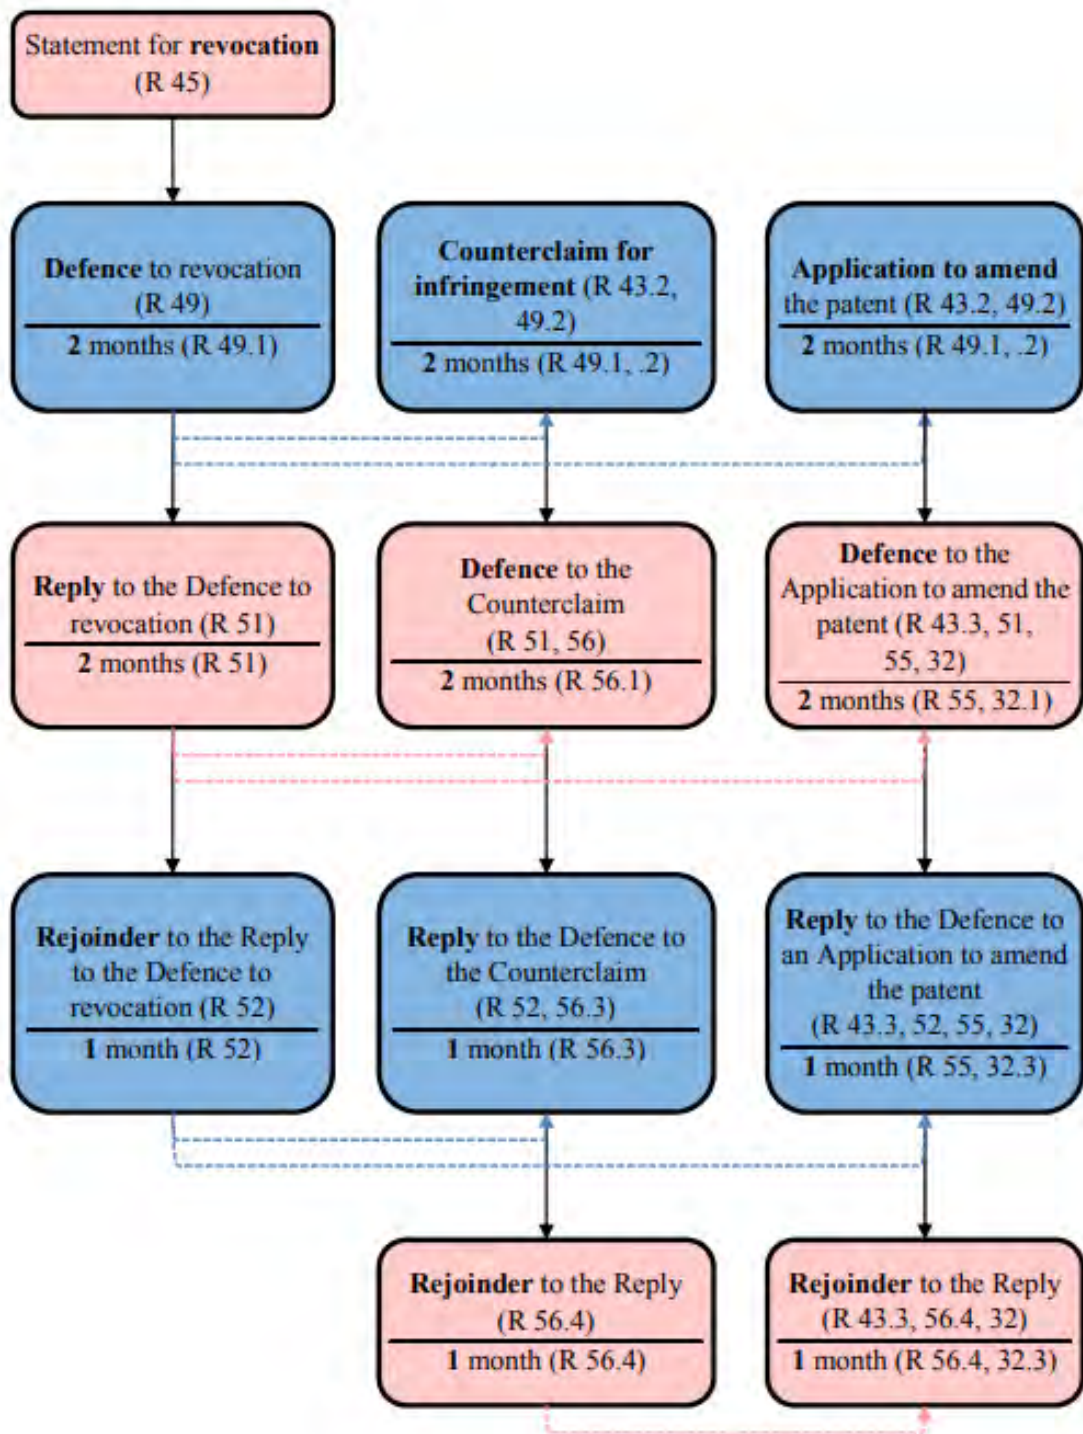 Statement for revocation
(R 45)
Defence to revocation
(R 49)
2 months (R 49.1)
Counterclaim for
infringement (R 43.2,
49.2)
2 months (R 49.1, .2)
Application to amend
the patent (R 43.2, 49.2)
2 months (R 49.1, .2)
Reply to the Defence to
revocation (R 51)
2 months (R 51)
Defence to the
Counterclaim
(R 51, 56)
2 months (R 56.1)
Defence to the
Application to amend the
patent (R 43.3, 51,
55, 32)
2 months (R 55, 32.1)
Rejoinder to the Reply
to the Defence to
revocation (R 52)
1 month (R 52)
Reply to the Defence to
the Counterclaim
(R 52, 56.3)
1 month (R 56.3)
Reply to the Defence to
an Application to amend
the patent
(R 43.3, 52, 55, 32)
1 month (R 55, 32.3)
Rejoinder to the Reply
(R 56.4)
1 month (R 56.4)
Rejoinder to the Reply
(R 43.3, 56.4, 32)
1 month (R 56.4, 32.3)